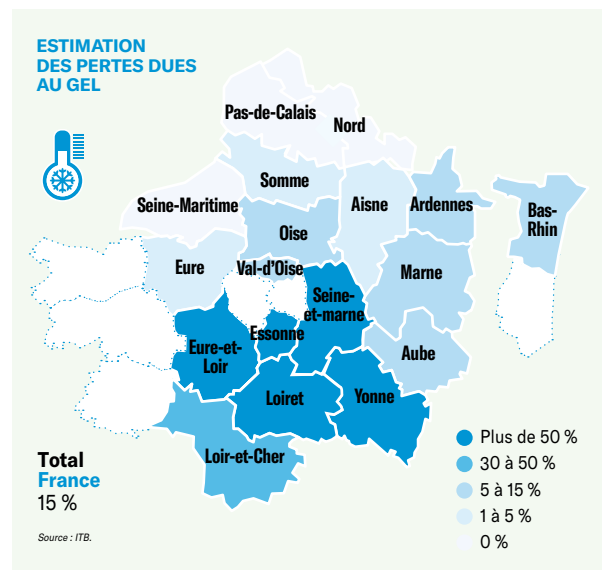 ESTIMATION
DES PERTES DUES
AU GEL
Pas-de-Calais
Nord
Somme
Seine-Maritime
Aisne
Ardennes
Bas-
Rhin
Oise
Eure
Val-d'Oise
Marne
Seine-
et-marne
Essonne
Eure-et-
Loir
Aube
Loiret
Yonne
Loir-et-Cher
Plus de 50 %
30 à 50 %
5 à 15 %
1 à 5 %
0 %
Total
France
15 %
Source : ITB.